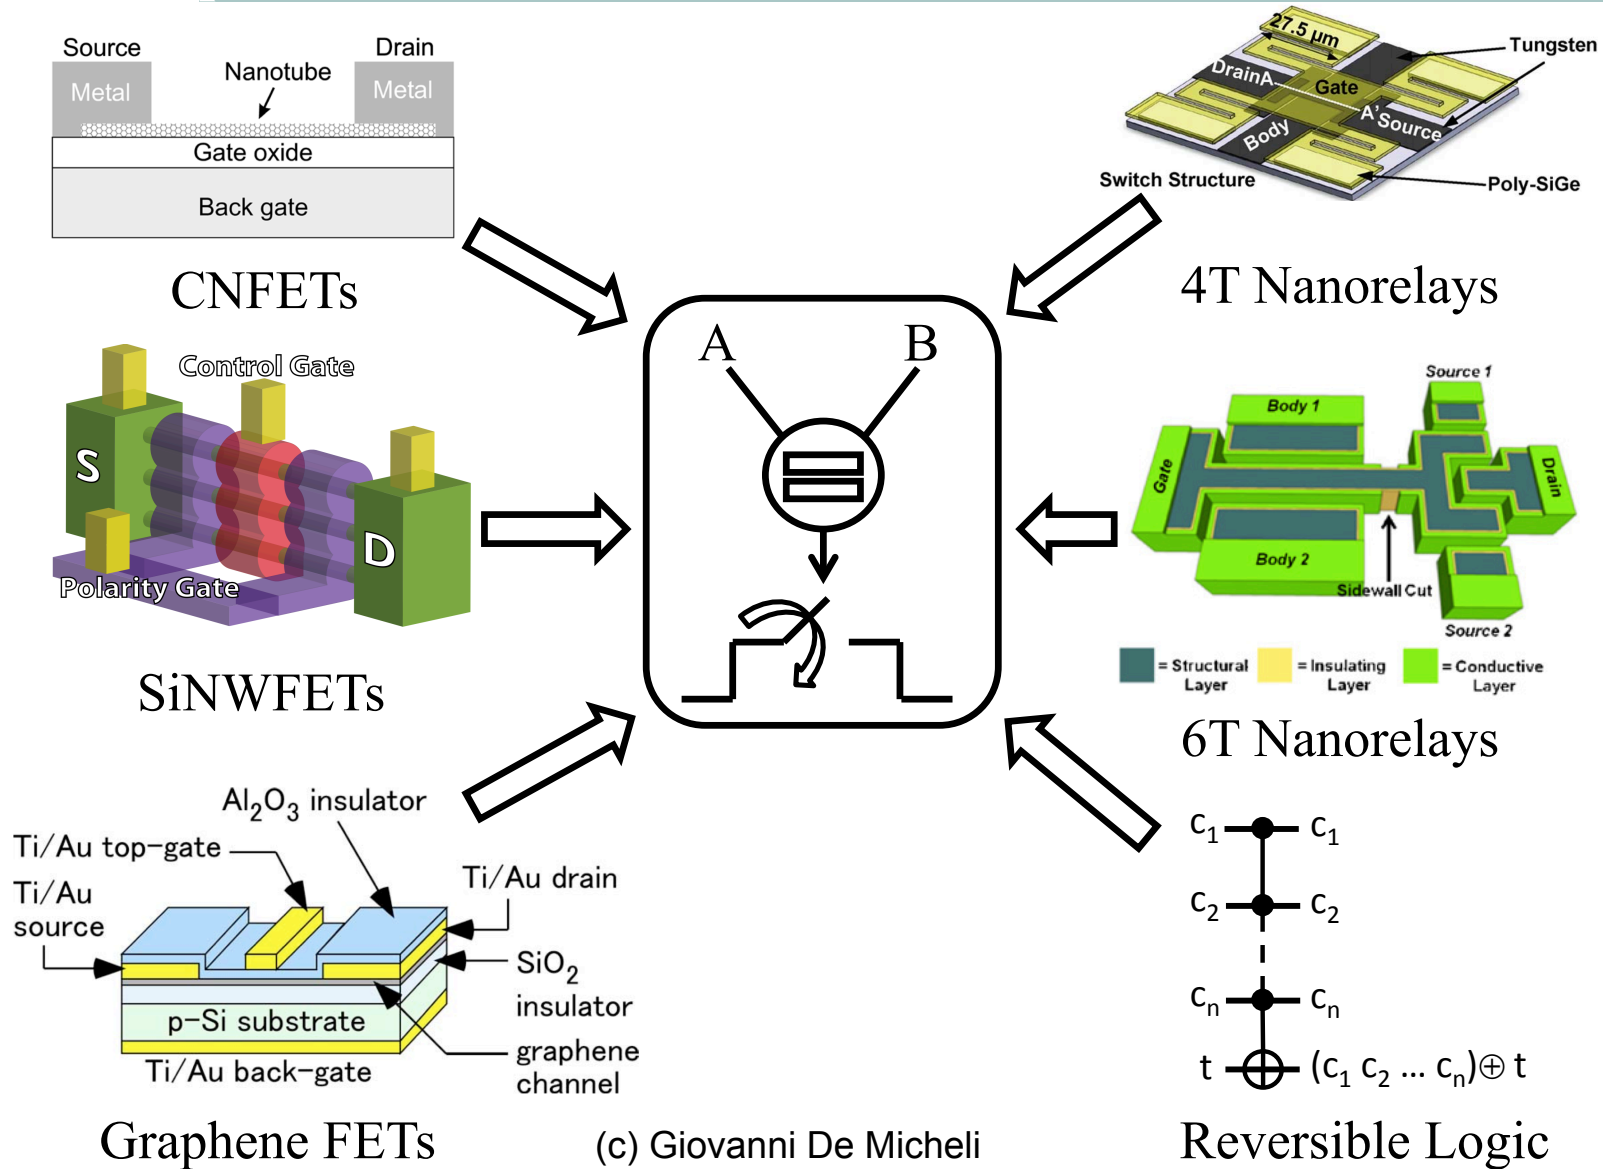 Source
Drain
Nanotube
Metal
Metal
Gate oxide
Back gate
CNFETs
27.5 µm
Tungsten
DrainA
Gate
A'Source
Body
Switch Structure
Poly-SiGe
4T Nanorelays
Control Gate
S
D
Polarity Gate
SiNWFETs
A
B
Source 1
Body 1
Gate
Drain
Body 2
Sidewall Cut
Source 2
= Structural
Layer
= Insulating
Layer
= Conductive
Layer
6T Nanorelays
Al₂O₃ insulator
Ti/Au top-gate
Ti/Au
source
Ti/Au drain
SiO₂
insulator
p-Si substrate
graphene
channel
Ti/Au back-gate
Graphene FETs
c₁ c₁
c₂ c₂
cₙ cₙ
t (c₁ c₂ ... cₙ)⊕ t
Reversible Logic
(c) Giovanni De Micheli